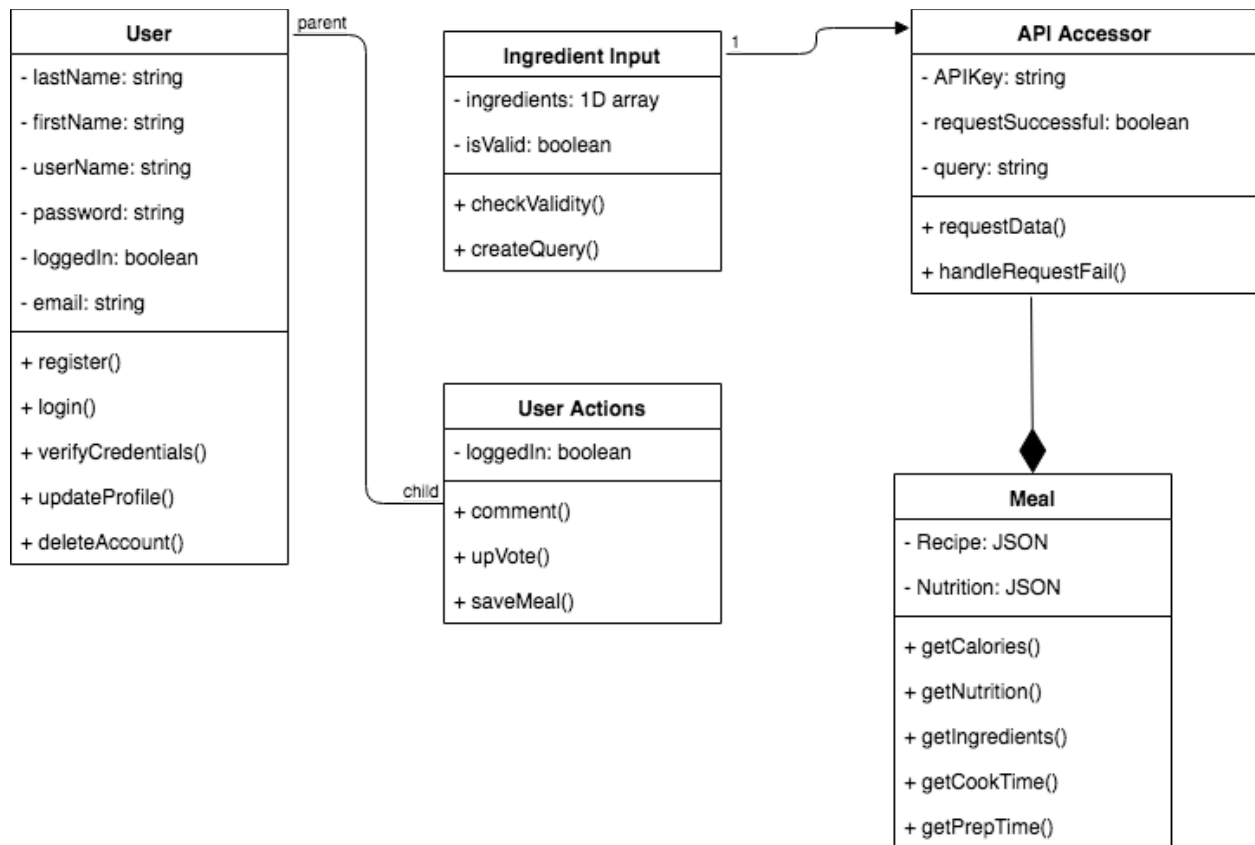 User
- lastName: string
- firstName: string
- userName: string
- password: string
- loggedIn: boolean
- email: string
+ register()
+ login()
+ verifyCredentials()
+ updateProfile()
+ deleteAccount()
parent
child
Ingredient Input
- ingredients: 1D array
- isValid: boolean
+ checkValidity()
+ createQuery()
1
User Actions
- loggedIn: boolean
+ comment()
+ upVote()
+ saveMeal()
API Accessor
- APIKey: string
- requestSuccessful: boolean
- query: string
+ requestData()
+ handleRequestFail()
Meal
- Recipe: JSON
- Nutrition: JSON
+ getCalories()
+ getNutrition()
+ getIngredients()
+ getCookTime()
+ getPrepTime()